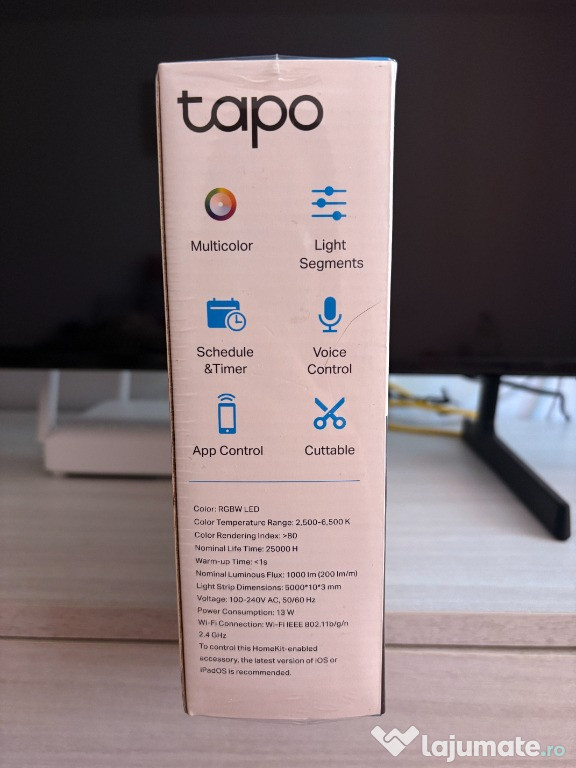 tapo
Multicolor
Light
Segments
Schedule
&Timer
Voice
Control
App Control
Cuttable
Color: RGBW LED
Color Temperature Range: 2,500-6,500 K
Color Rendering Index: >80
Nominal Life Time: 25000 H
Warm-up Time: <1s
Nominal Luminous Flux: 1000 lm (200 lm/m)
Light Strip Dimensions: 5000*10*3 mm
Voltage: 100-240V AC, 50/60 Hz
Power Consumption: 13 W
Wi-Fi Connection: Wi-Fi IEEE 802.11b/g/n
2.4 GHz
To control this HomeKit-enabled
accessory, the latest version of iOS or
iPadOS is recommended.
lajumate.ro